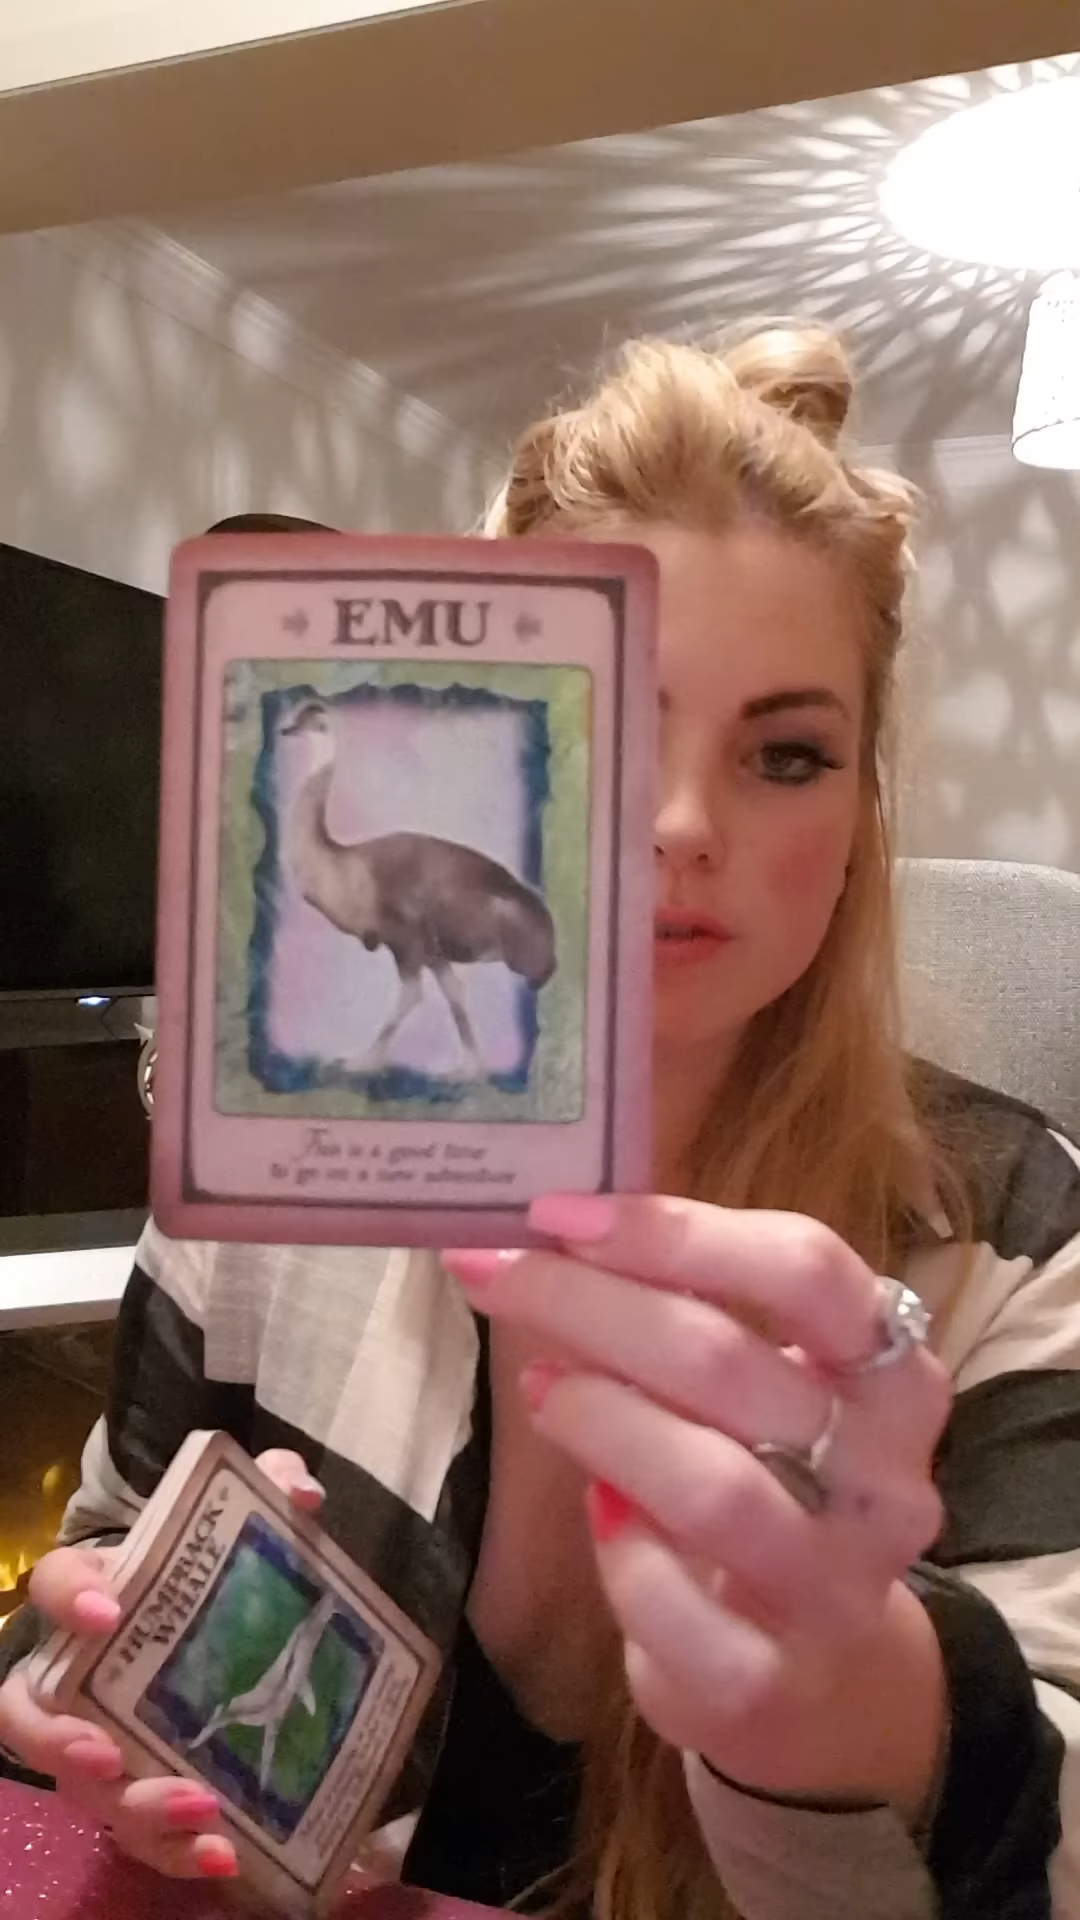 EMU
This is a good time
to go on a new adventure
HUMPBACK
WHALE